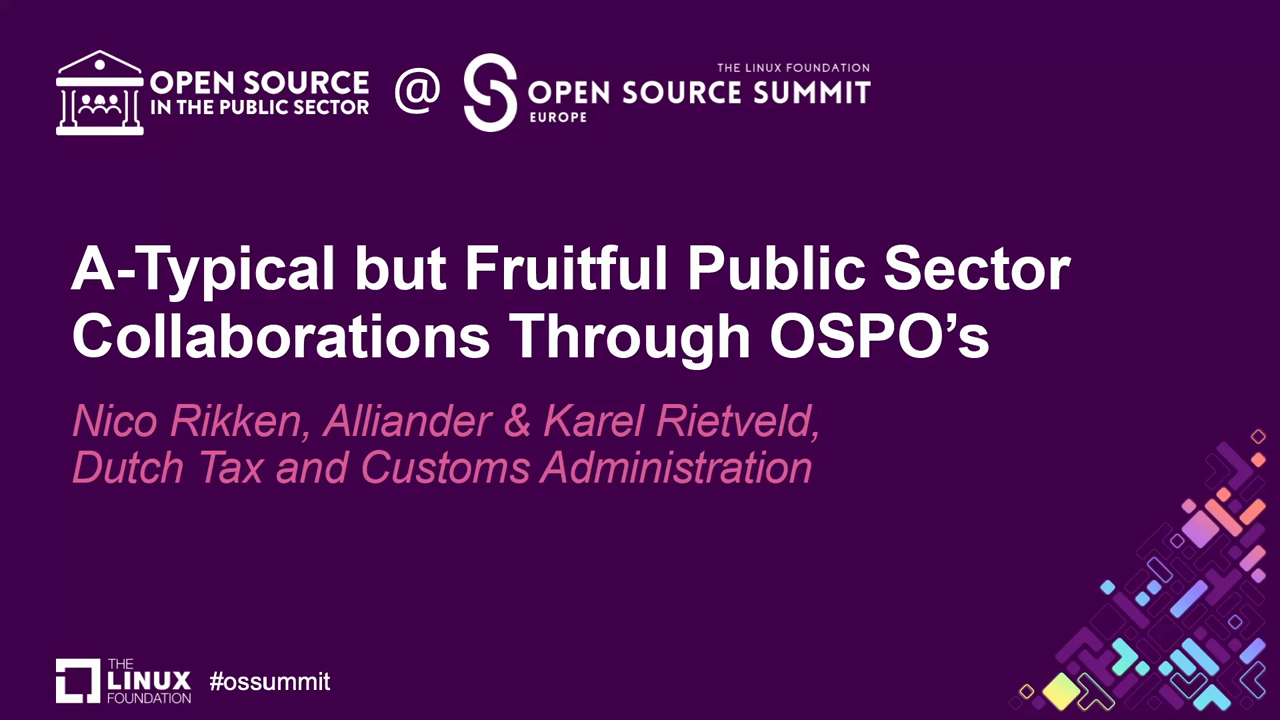 OPEN SOURCE
IN THE PUBLIC SECTOR
@
THE LINUX FOUNDATION
OPEN SOURCE SUMMIT
EUROPE
A-Typical but Fruitful Public Sector
Collaborations Through OSPO’s
Nico Rikken, Alliander & Karel Rietveld,
Dutch Tax and Customs Administration
THE
LINUX
FOUNDATION
#ossummit